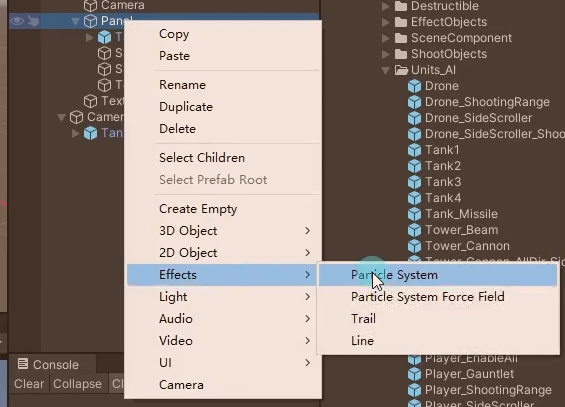 Camera
Panel
Copy
Paste
Rename
Duplicate
Delete
Select Children
Select Prefab Root
Create Empty
3D Object
2D Object
Effects
Light
Audio
Video
UI
Camera
Particle System
Particle System Force Field
Trail
Line
Text
Camer
Tan
Console
Clear
Collapse
Cl
Destructible
EffectObjects
SceneComponent
ShootObjects
Units_AI
Drone
Drone_ShootingRange
Drone_SideScroller
Drone_SideScroller_Shoo
Tank1
Tank2
Tank3
Tank4
Tank_Missile
Tower_Beam
Tower_Cannon
Tower_Cannon_AllDir_Sid
Player_EnableAll
Player_Gauntlet
Player_ShootingRange
Player_SideScroller